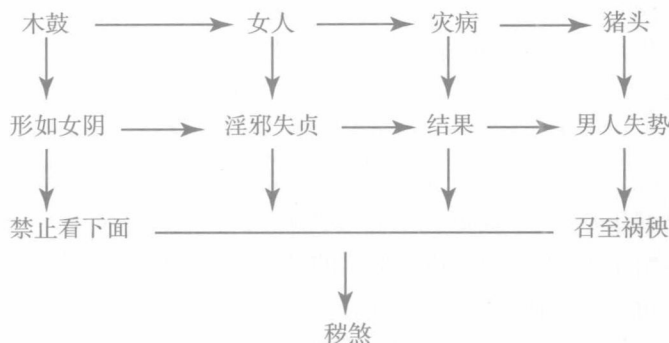 木鼓 女人 灾病 猪头
形如女阴 淫邪失贞 结果 男人失势
禁止看下面 召至祸秧
秽煞